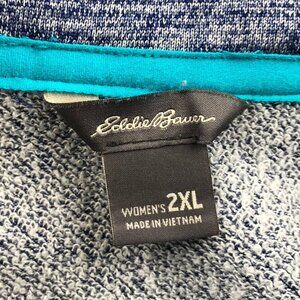 Eddie Bauer
WOMEN'S 2XL
MADE IN VIETNAM